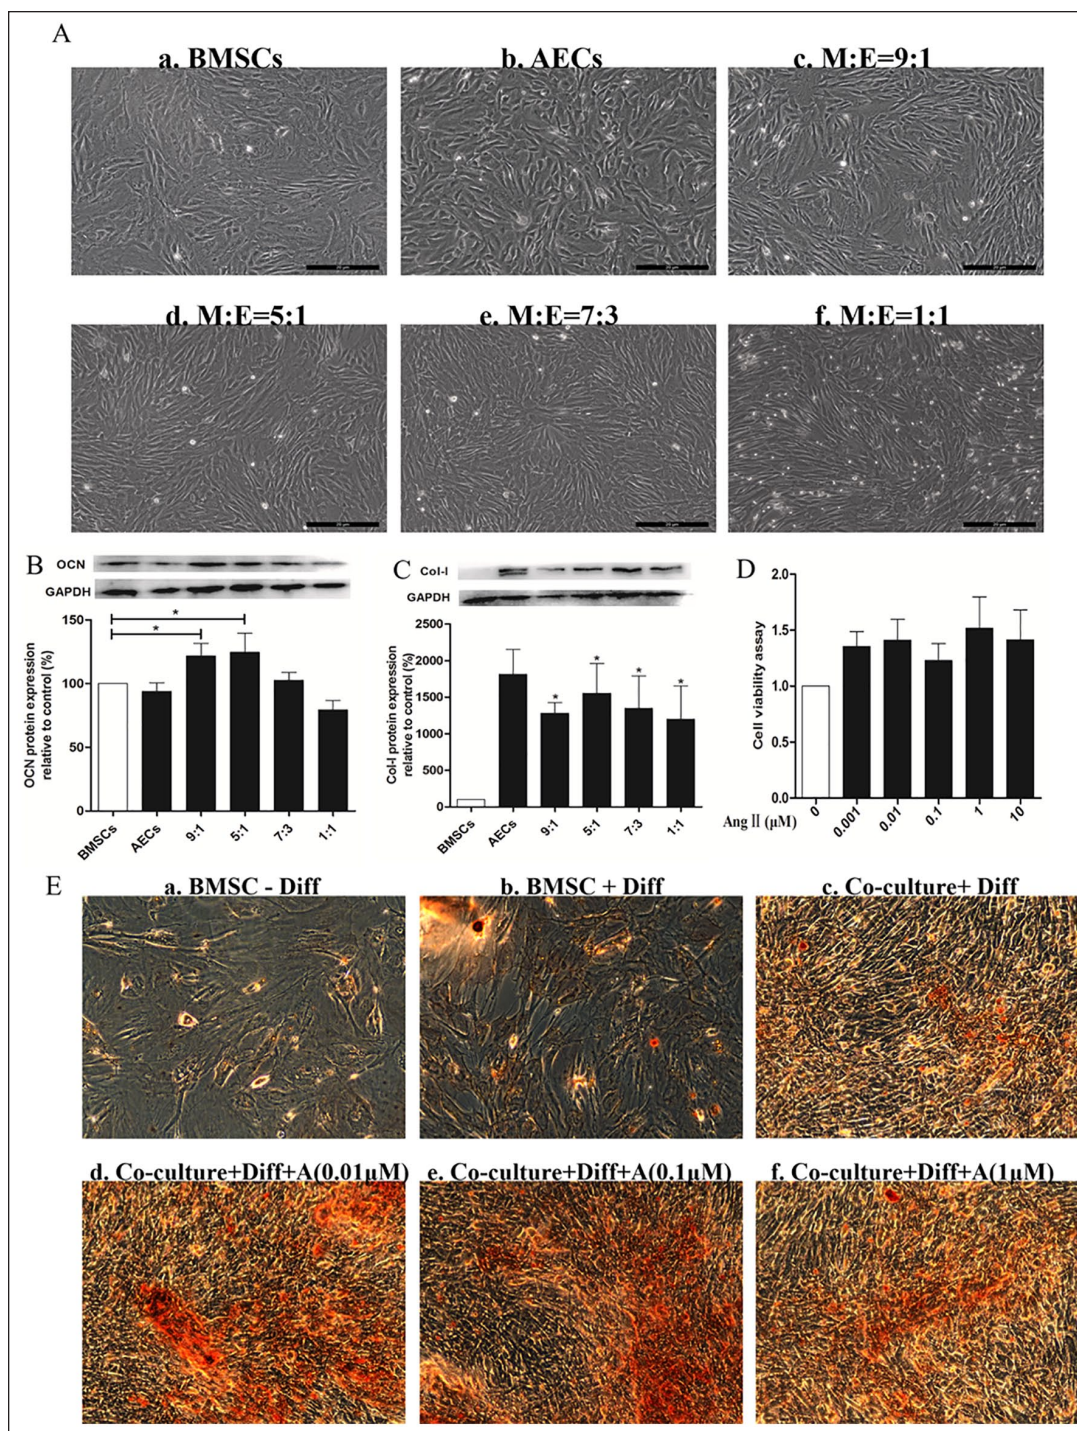 A
a. BMSCs
b. AECs
c. M:E=9:1
d. M:E=5:1
e. M:E=7:3
f. M:E=1:1
B
OCN
GAPDH
*
*
OCN protein expression
relative to control (%)
150
100
50
0
BMSCs
AECs
9:1
5:1
7:3
1:1
C
Col-I
GAPDH
Col-I protein expression
relative to control (%)
2500
2000
1500
1000
500
0
*
*
*
*
BMSCs
AECs
9:1
5:1
7:3
1:1
D
Cell viability assay
2.0
1.5
1.0
0.5
0.0
Ang II (μM)
0
0.001
0.01
0.1
1
10
E
a. BMSC - Diff
b. BMSC + Diff
c. Co-culture+ Diff
d. Co-culture+Diff+A(0.01μM)
e. Co-culture+Diff+A(0.1μM)
f. Co-culture+Diff+A(1μM)